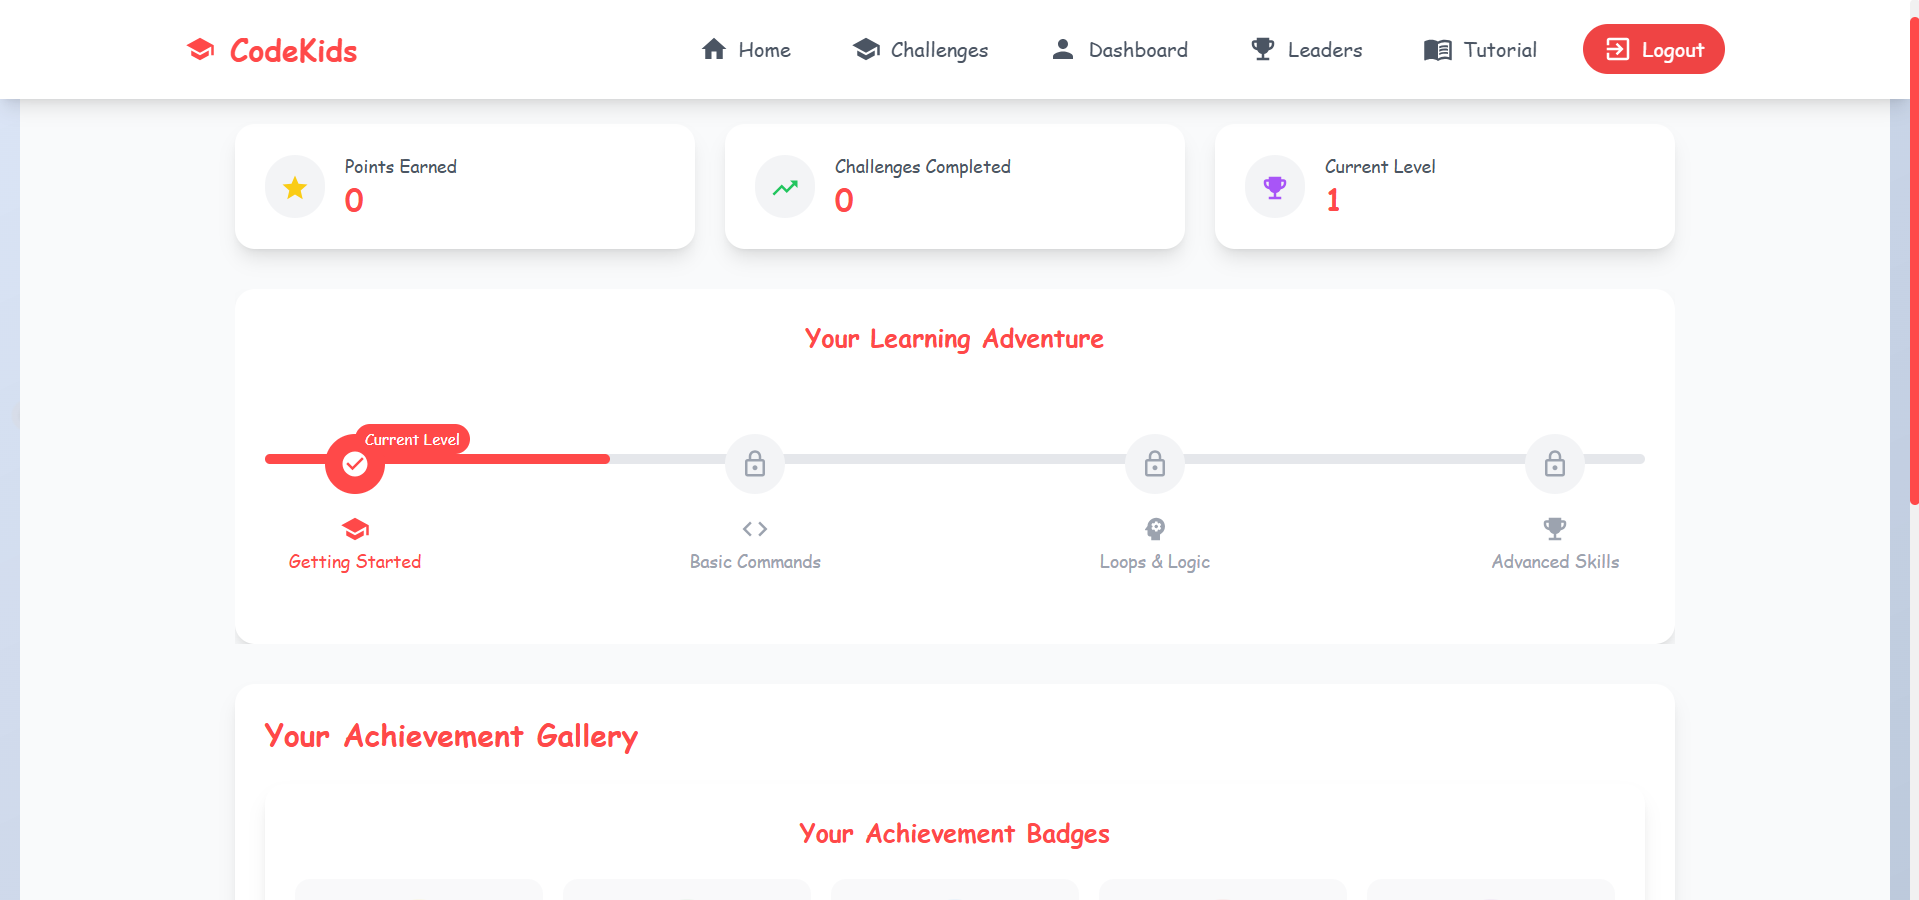 CodeKids
Home
Challenges
Dashboard
Leaders
Tutorial
Logout
Points Earned
0
Challenges Completed
0
Current Level
1
Your Learning Adventure
Current Level
Getting Started
Basic Commands
Loops & Logic
Advanced Skills
Your Achievement Gallery
Your Achievement Badges